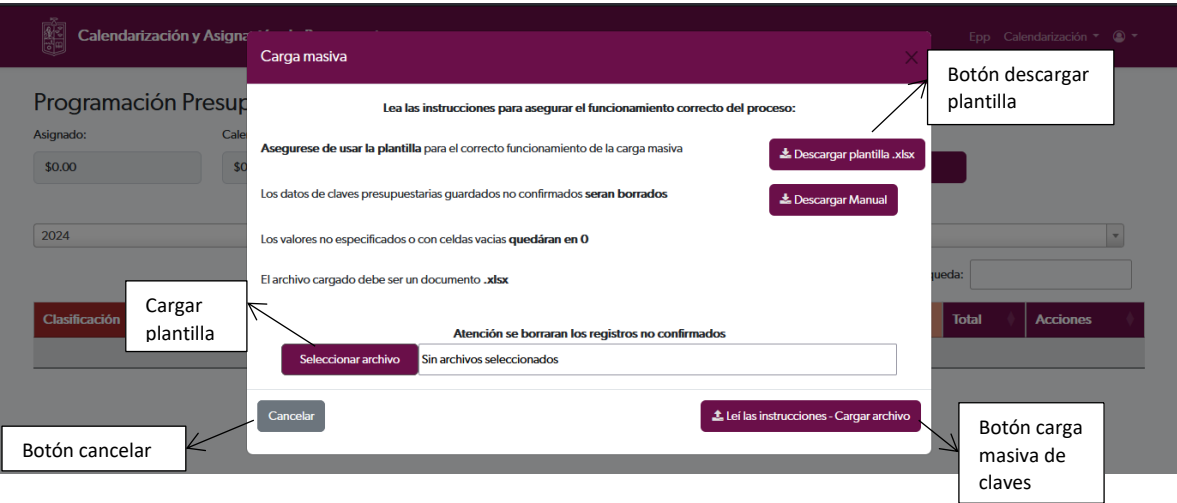 Calendarización y Asigna
Epp Calendarización
Carga masiva
Botón descargar
plantilla
Programación Presup
Lea las instrucciones para asegurar el funcionamiento correcto del proceso:
Asignado:
Cale
Asegurese de usar la plantilla para el correcto funcionamiento de la carga masiva
Descargar plantilla .xlsx
$0.00
$0
Los datos de claves presupuestarias guardados no confirmados seran borrados
Descargar Manual
2024
Los valores no especificados o con celdas vacias quedáran en 0
El archivo cargado debe ser un documento .xlsx
queda:
Cargar
plantilla
Clasificación
Total
Acciones
Atención se borraran los registros no confirmados
Seleccionar archivo
Sin archivos seleccionados
Cancelar
Leí las instrucciones - Cargar archivo
Botón cancelar
Botón carga
masiva de
claves